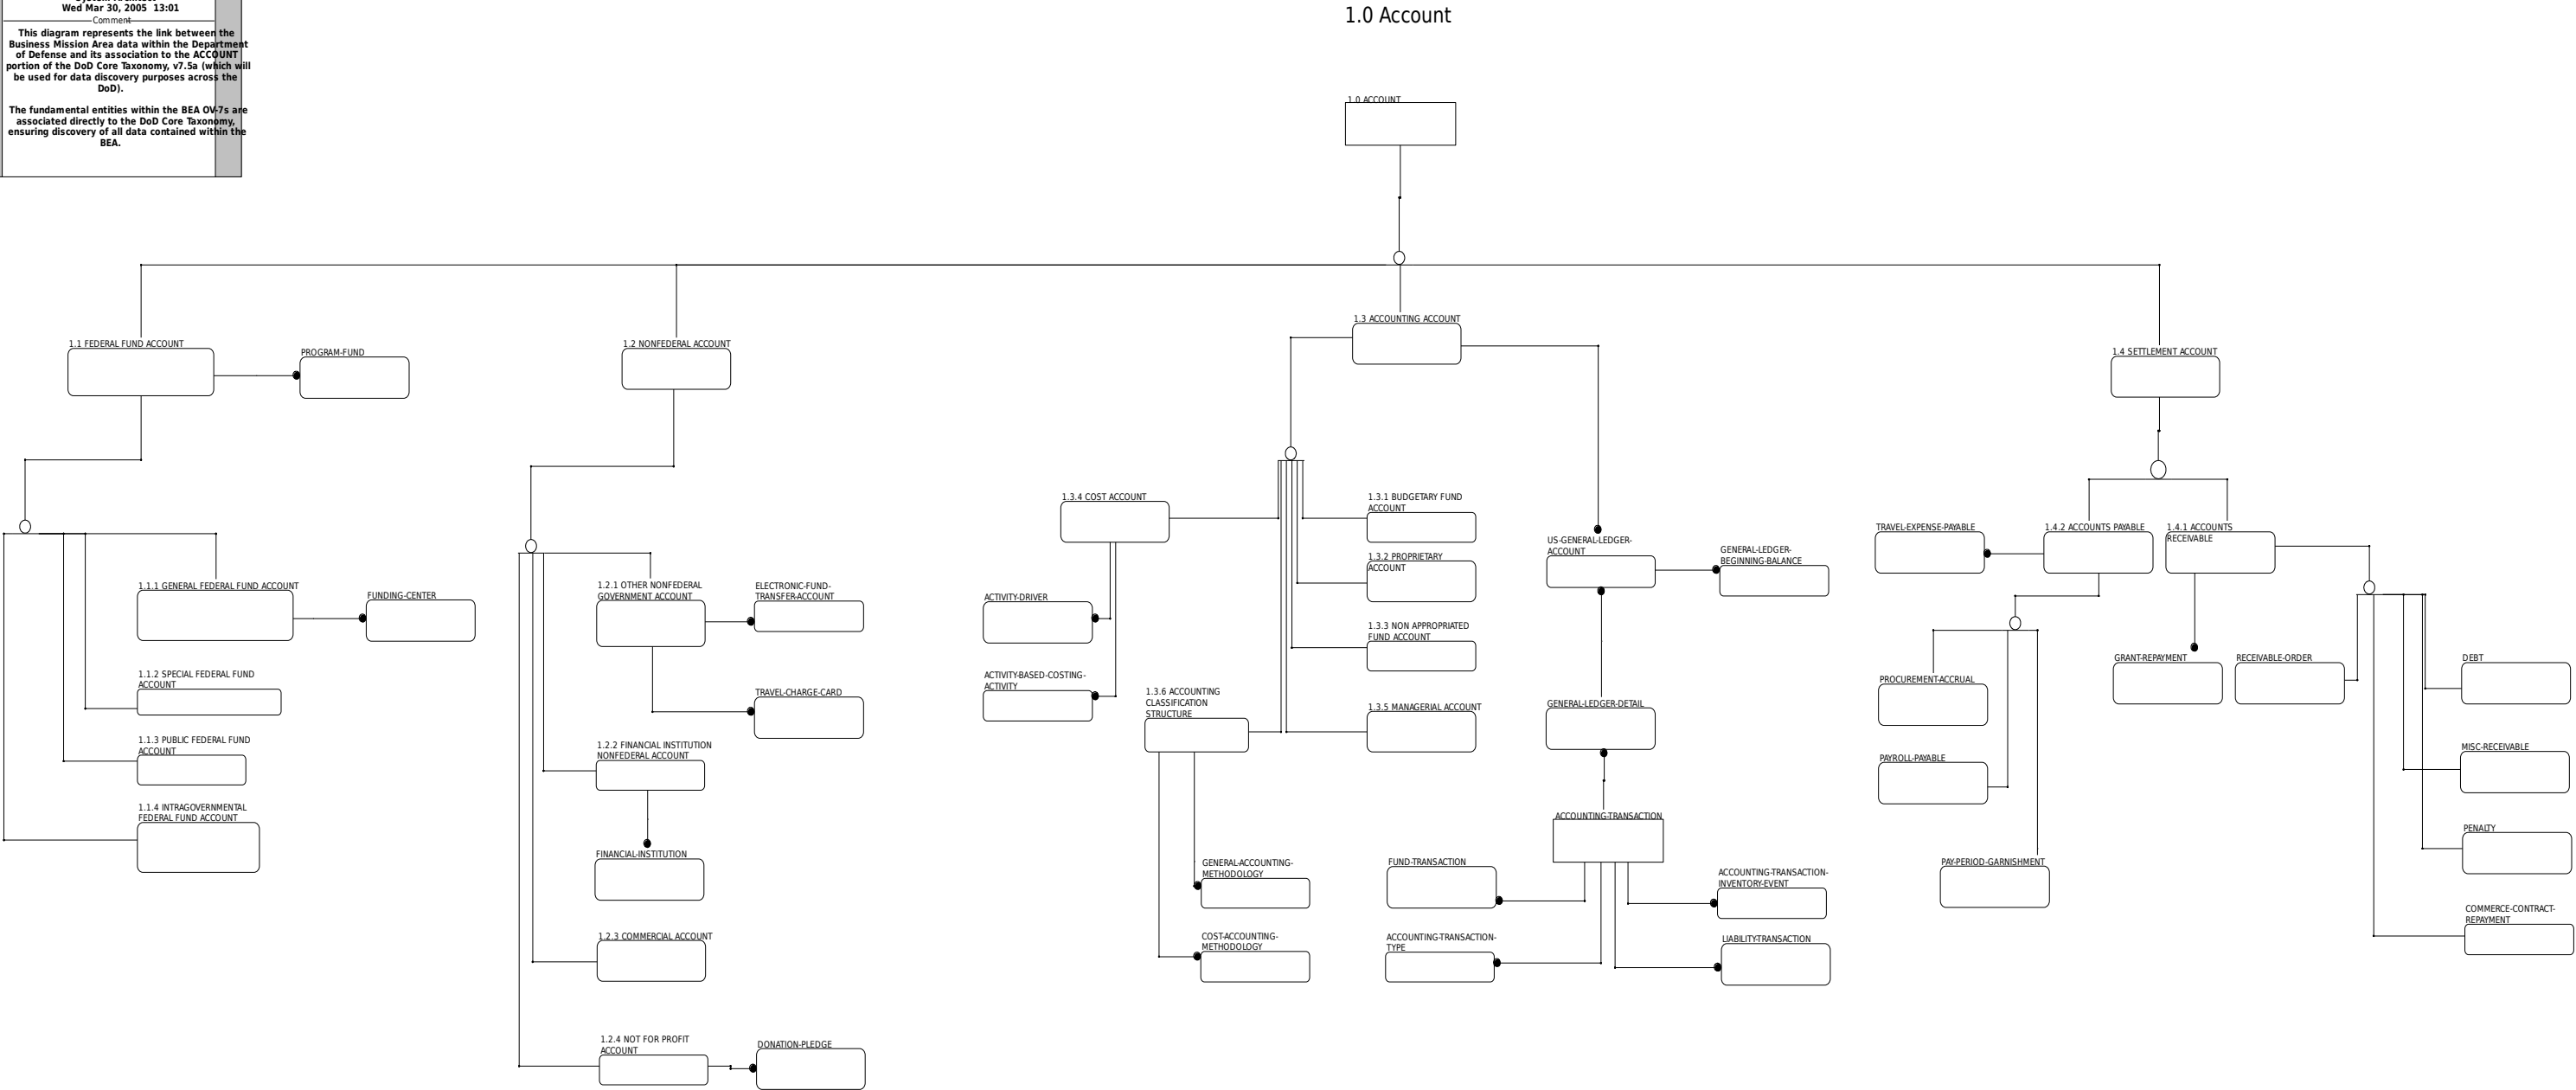 Wed Mar 30, 2005  13:01
Comment
This diagram represents the link between the
Business Mission Area data within the Department
of Defense and its association to the ACCOUNT
portion of the DoD Core Taxonomy, v7.5a (which will
be used for data discovery purposes across the
DoD).
The fundamental entities within the BEA OV-7s are
associated directly to the DoD Core Taxonomy,
ensuring discovery of all data contained within the
BEA.
1.0 Account
1.0 ACCOUNT
1.1 FEDERAL FUND ACCOUNT
PROGRAM-FUND
1.2 NONFEDERAL ACCOUNT
1.3 ACCOUNTING ACCOUNT
1.4 SETTLEMENT ACCOUNT
1.1.1 GENERAL FEDERAL FUND ACCOUNT
FUNDING-CENTER
1.1.2 SPECIAL FEDERAL FUND
ACCOUNT
1.1.3 PUBLIC FEDERAL FUND
ACCOUNT
1.1.4 INTRAGOVERNMENTAL
FEDERAL FUND ACCOUNT
1.2.1 OTHER NONFEDERAL
GOVERNMENT ACCOUNT
ELECTRONIC-FUND-
TRANSFER-ACCOUNT
TRAVEL-CHARGE-CARD
1.2.2 FINANCIAL INSTITUTION
NONFEDERAL ACCOUNT
FINANCIAL-INSTITUTION
1.2.3 COMMERCIAL ACCOUNT
1.2.4 NOT FOR PROFIT
ACCOUNT
DONATION-PLEDGE
1.3.4 COST ACCOUNT
ACTIVITY-DRIVER
ACTIVITY-BASED-COSTING-
ACTIVITY
1.3.6 ACCOUNTING
CLASSIFICATION
STRUCTURE
GENERAL-ACCOUNTING-
METHODOLOGY
COST-ACCOUNTING-
METHODOLOGY
1.3.1 BUDGETARY FUND
ACCOUNT
1.3.2 PROPRIETARY
ACCOUNT
1.3.3 NON APPROPRIATED
FUND ACCOUNT
1.3.5 MANAGERIAL ACCOUNT
US-GENERAL-LEDGER-
ACCOUNT
GENERAL-LEDGER-
BEGINNING-BALANCE
GENERAL-LEDGER-DETAIL
ACCOUNTING-TRANSACTION
FUND-TRANSACTION
ACCOUNTING-TRANSACTION-
TYPE
ACCOUNTING-TRANSACTION-
INVENTORY-EVENT
LIABILITY-TRANSACTION
TRAVEL-EXPENSE-PAYABLE
1.4.2 ACCOUNTS PAYABLE
1.4.1 ACCOUNTS
RECEIVABLE
PROCUREMENT-ACCRUAL
PAYROLL-PAYABLE
PAY-PERIOD-GARNISHMENT
GRANT-REPAYMENT
RECEIVABLE-ORDER
DEBT
MISC-RECEIVABLE
PENALTY
COMMERCE-CONTRACT-
REPAYMENT